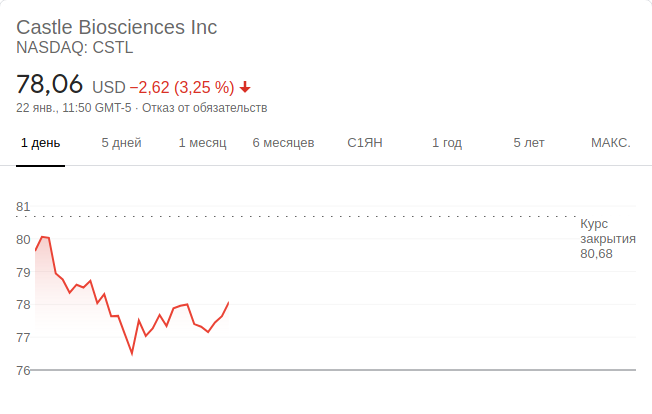 Castle Biosciences Inc
NASDAQ: CSTL
78,06 USD −2,62 (3,25 %)
22 янв., 11:50 GMT-5 · Отказ от обязательств
1 день 5 дней 1 месяц 6 месяцев С1ЯН 1 год 5 лет МАКС.
81
Курс
закрытия
80,68
80
79
78
77
76